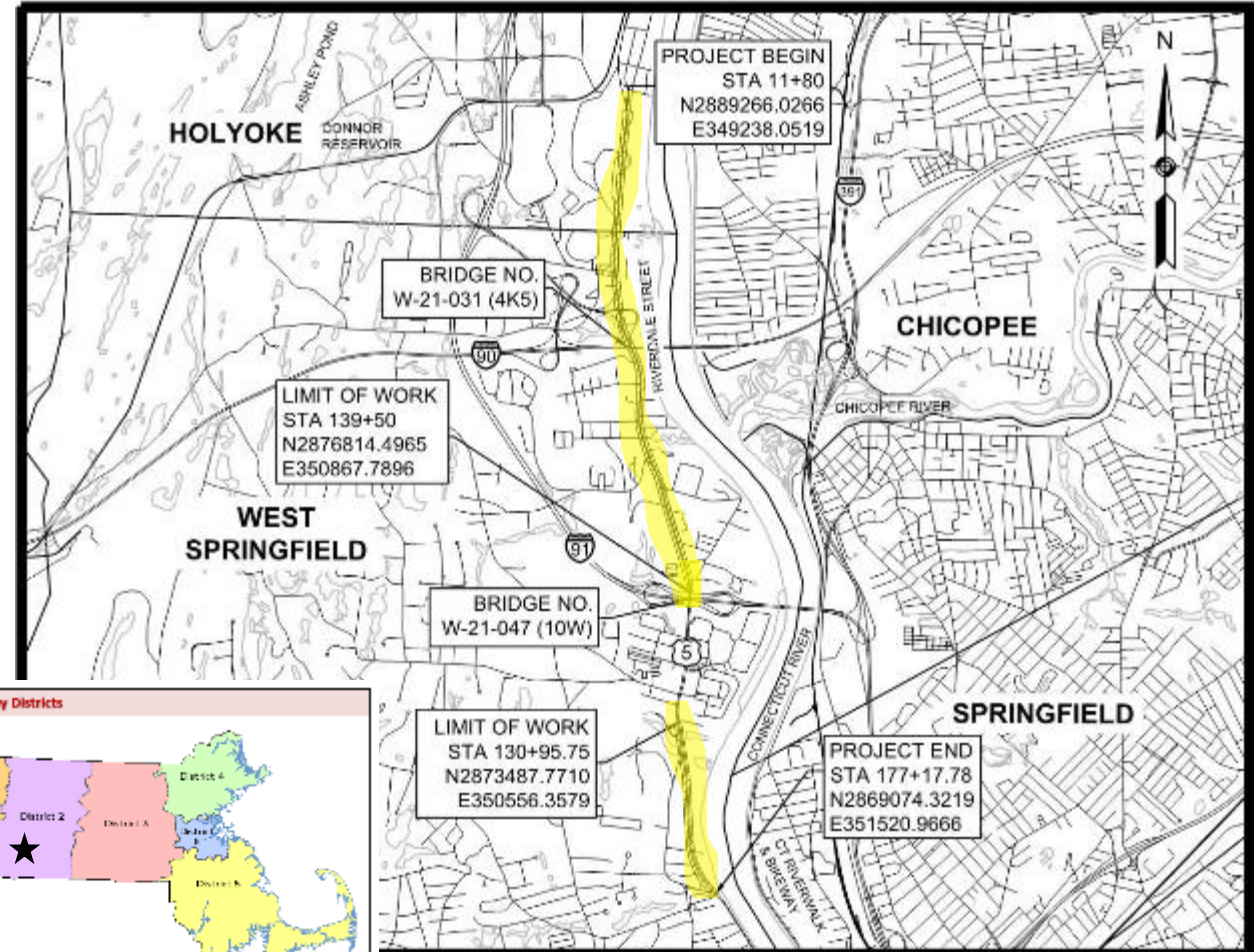 PROJECT BEGIN
STA 11+80
N2889266.0266
E349238.0519
N
ASHLEY POND
HOLYOKE
CONNOR
RESERVOIR
391
BRIDGE NO.
W-21-031 (4K5)
RIVERDALE STREET
CHICOPEE
90
LIMIT OF WORK
STA 139+50
N2876814.4965
E350867.7896
CHICOPEE RIVER
WEST
SPRINGFIELD
91
BRIDGE NO.
W-21-047 (10W)
5
CONNECTICUT RIVER
SPRINGFIELD
LIMIT OF WORK
STA 130+95.75
N2873487.7710
E350556.3579
PROJECT END
STA 177+17.78
N2869074.3219
E351520.9666
CT RIVERWALK
& BIKEWAY
Districts
District 4
District 2
District 3
District 5